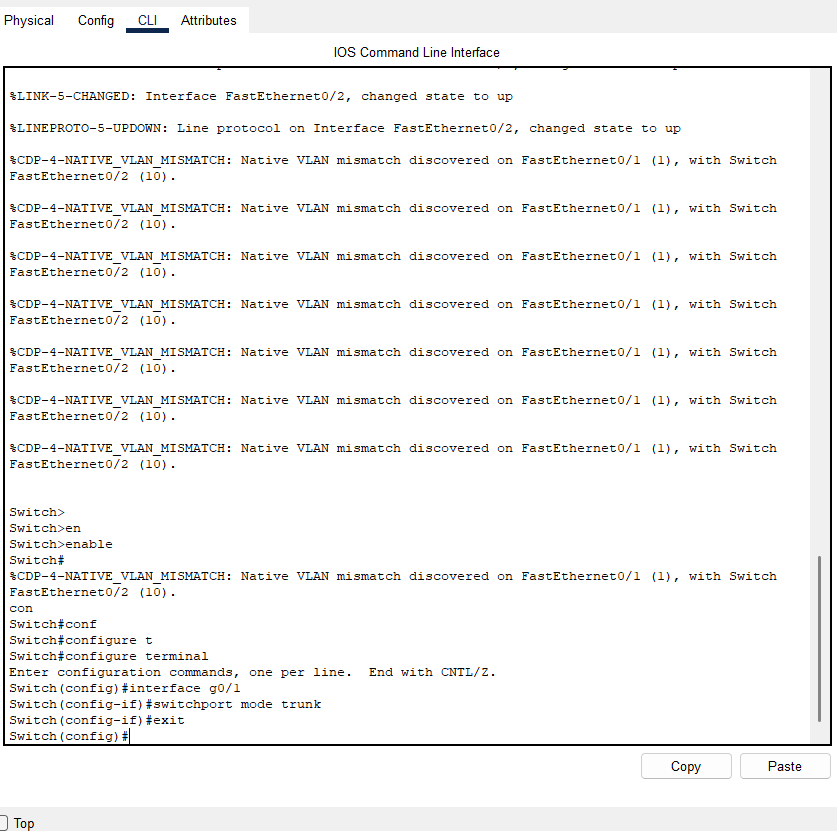 Physical Config CLI Attributes
IOS Command Line Interface
%LINK-5-CHANGED: Interface FastEthernet0/2, changed state to up
%LINEPROTO-5-UPDOWN: Line protocol on Interface FastEthernet0/2, changed state to up
%CDP-4-NATIVE_VLAN_MISMATCH: Native VLAN mismatch discovered on FastEthernet0/1 (1), with Switch
FastEthernet0/2 (10).
%CDP-4-NATIVE_VLAN_MISMATCH: Native VLAN mismatch discovered on FastEthernet0/1 (1), with Switch
FastEthernet0/2 (10).
%CDP-4-NATIVE_VLAN_MISMATCH: Native VLAN mismatch discovered on FastEthernet0/1 (1), with Switch
FastEthernet0/2 (10).
%CDP-4-NATIVE_VLAN_MISMATCH: Native VLAN mismatch discovered on FastEthernet0/1 (1), with Switch
FastEthernet0/2 (10).
%CDP-4-NATIVE_VLAN_MISMATCH: Native VLAN mismatch discovered on FastEthernet0/1 (1), with Switch
FastEthernet0/2 (10).
%CDP-4-NATIVE_VLAN_MISMATCH: Native VLAN mismatch discovered on FastEthernet0/1 (1), with Switch
FastEthernet0/2 (10).
%CDP-4-NATIVE_VLAN_MISMATCH: Native VLAN mismatch discovered on FastEthernet0/1 (1), with Switch
FastEthernet0/2 (10).
Switch>
Switch>en
Switch>enable
Switch#
%CDP-4-NATIVE_VLAN_MISMATCH: Native VLAN mismatch discovered on FastEthernet0/1 (1), with Switch
FastEthernet0/2 (10).
con
Switch#conf
Switch#configure t
Switch#configure terminal
Enter configuration commands, one per line.  End with CNTL/Z.
Switch(config)#interface g0/1
Switch(config-if)#switchport mode trunk
Switch(config-if)#exit
Switch(config)#
Copy Paste
Top